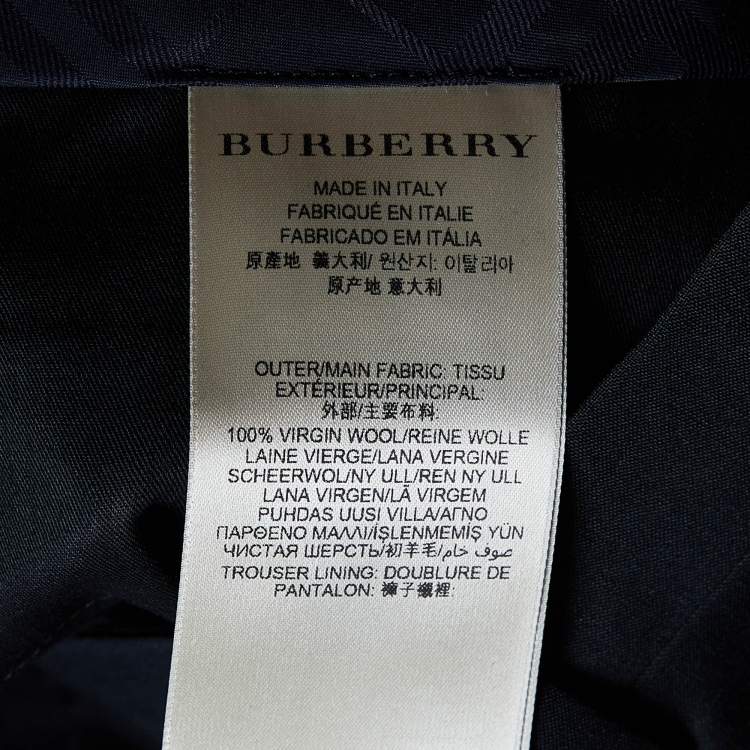 BURBERRY
MADE IN ITALY
FABRIQUÉ EN ITALIE
FABRICADO EM ITÁLIA
原產地 義大利/ 원산지: 이탈리아
原产地 意大利
OUTER/MAIN FABRIC: TISSU
EXTÉRIEUR/PRINCIPAL:
外部/主要布料:
100% VIRGIN WOOL/REINE WOLLE
LAINE VIERGE/LANA VERGINE
SCHEERWOL/NY ULL/REN NY ULL
LANA VIRGEN/LÃ VIRGEM
PUHDAS UUSI VILLA/ΑΓΝΟ
ΠΑΡΘΕΝΟ ΜΑΛΛΙ/İŞLENMEMİŞ YÜN
ЧИСТАЯ ШЕРСТЬ/初羊毛/صوف خام
TROUSER LINING: DOUBLURE DE
PANTALON: 褲子襯裡: